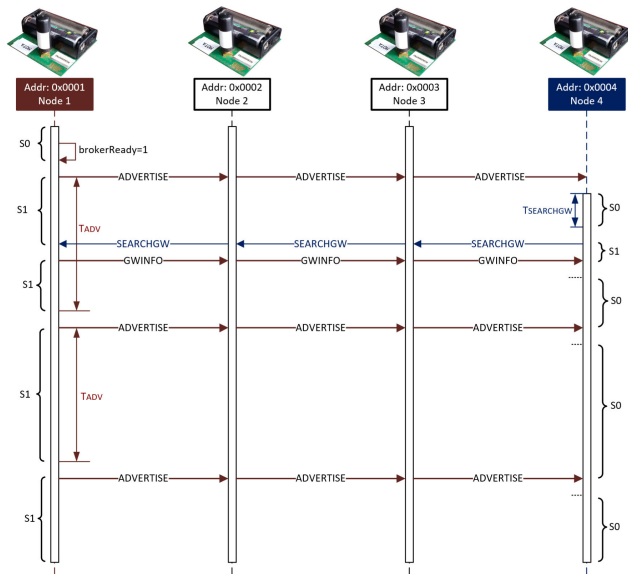 Addr: 0x0001
Node 1
Addr: 0x0002
Node 2
Addr: 0x0003
Node 3
Addr: 0x0004
Node 4
S0
brokerReady=1
ADVERTISE
ADVERTISE
ADVERTISE
S1
TADV
TSEARCHGW
S0
SEARCHGW
SEARCHGW
SEARCHGW
S1
GWINFO
GWINFO
GWINFO
S1
S0
ADVERTISE
ADVERTISE
ADVERTISE
S1
TADV
S0
ADVERTISE
ADVERTISE
ADVERTISE
S1
S0